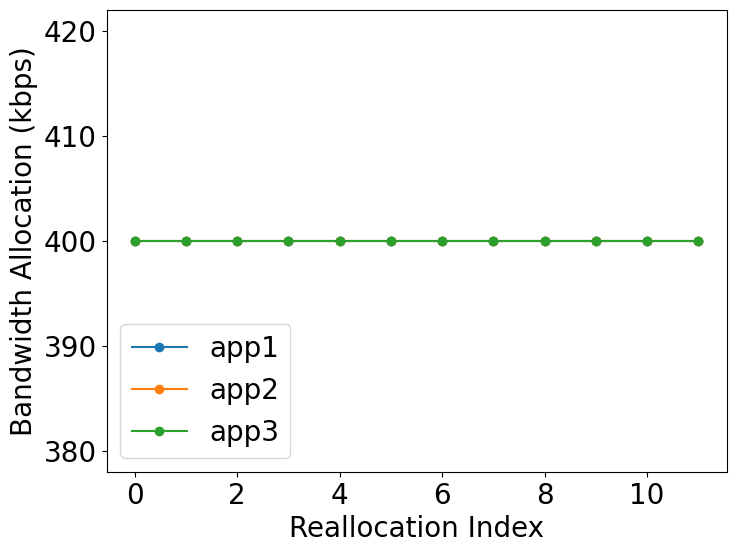 Bandwidth Allocation (kbps)
420
410
400
390
380
app1
app2
app3
0 2 4 6 8 10
Reallocation Index